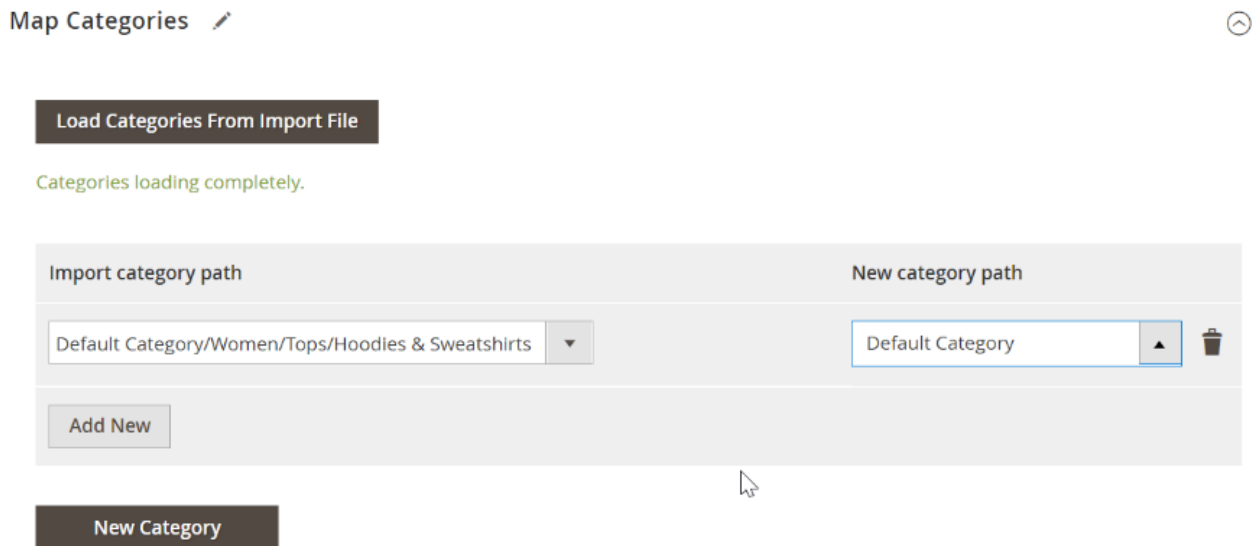 Map Categories
Load Categories From Import File
Categories loading completely.
Import category path New category path
Default Category/Women/Tops/Hoodies & Sweatshirts Default Category
Add New
New Category